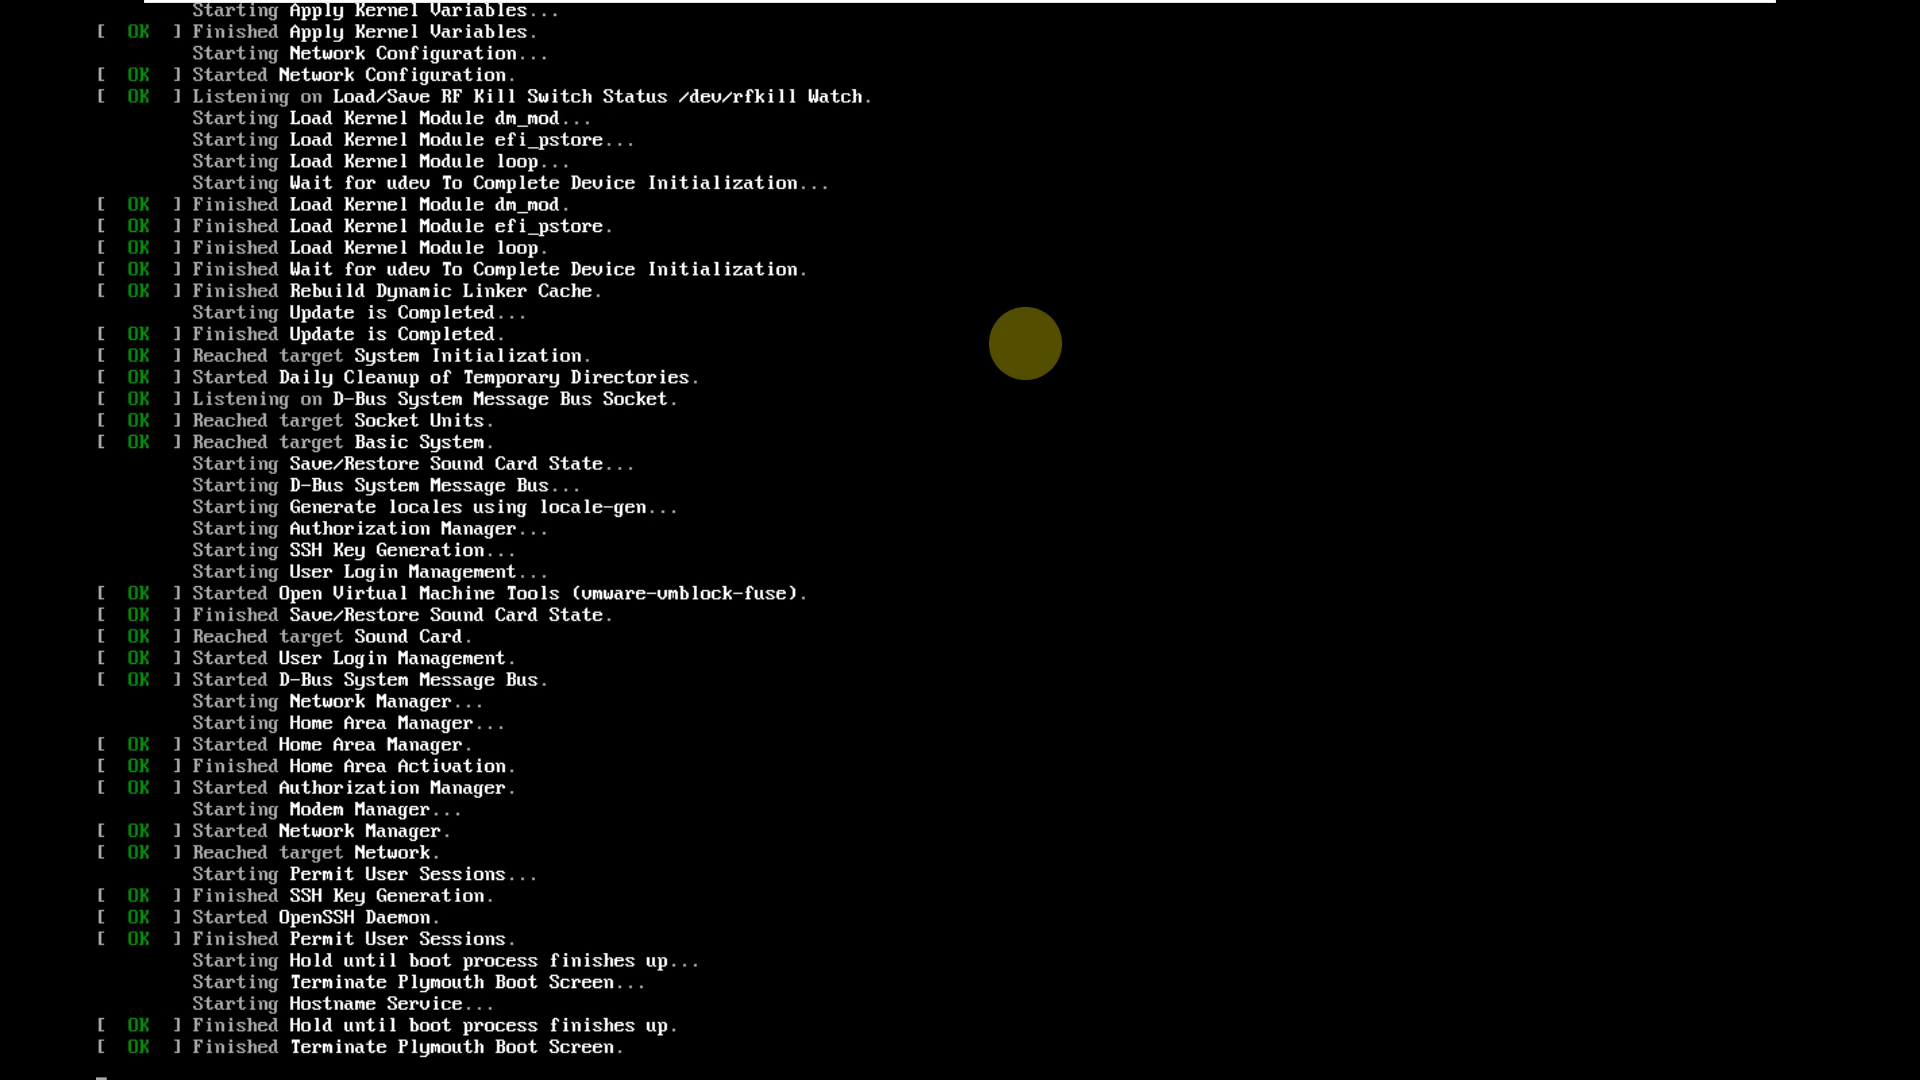 Starting Apply Kernel Variables...
[  OK  ] Finished Apply Kernel Variables.
Starting Network Configuration...
[  OK  ] Started Network Configuration.
[  OK  ] Listening on Load/Save RF Kill Switch Status /dev/rfkill Watch.
Starting Load Kernel Module dm_mod...
Starting Load Kernel Module efi_pstore...
Starting Load Kernel Module loop...
Starting Wait for udev To Complete Device Initialization...
[  OK  ] Finished Load Kernel Module dm_mod.
[  OK  ] Finished Load Kernel Module efi_pstore.
[  OK  ] Finished Load Kernel Module loop.
[  OK  ] Finished Wait for udev To Complete Device Initialization.
[  OK  ] Finished Rebuild Dynamic Linker Cache.
Starting Update is Completed...
[  OK  ] Finished Update is Completed.
[  OK  ] Reached target System Initialization.
[  OK  ] Started Daily Cleanup of Temporary Directories.
[  OK  ] Listening on D-Bus System Message Bus Socket.
[  OK  ] Reached target Socket Units.
[  OK  ] Reached target Basic System.
Starting Save/Restore Sound Card State...
Starting D-Bus System Message Bus...
Starting Generate locales using locale-gen...
Starting Authorization Manager...
Starting SSH Key Generation...
Starting User Login Management...
[  OK  ] Started Open Virtual Machine Tools (vmware-vmblock-fuse).
[  OK  ] Finished Save/Restore Sound Card State.
[  OK  ] Reached target Sound Card.
[  OK  ] Started User Login Management.
[  OK  ] Started D-Bus System Message Bus.
Starting Network Manager...
Starting Home Area Manager...
[  OK  ] Started Home Area Manager.
[  OK  ] Finished Home Area Activation.
[  OK  ] Started Authorization Manager.
Starting Modem Manager...
[  OK  ] Started Network Manager.
[  OK  ] Reached target Network.
Starting Permit User Sessions...
[  OK  ] Finished SSH Key Generation.
[  OK  ] Started OpenSSH Daemon.
[  OK  ] Finished Permit User Sessions.
Starting Hold until boot process finishes up...
Starting Terminate Plymouth Boot Screen...
Starting Hostname Service...
[  OK  ] Finished Hold until boot process finishes up.
[  OK  ] Finished Terminate Plymouth Boot Screen.